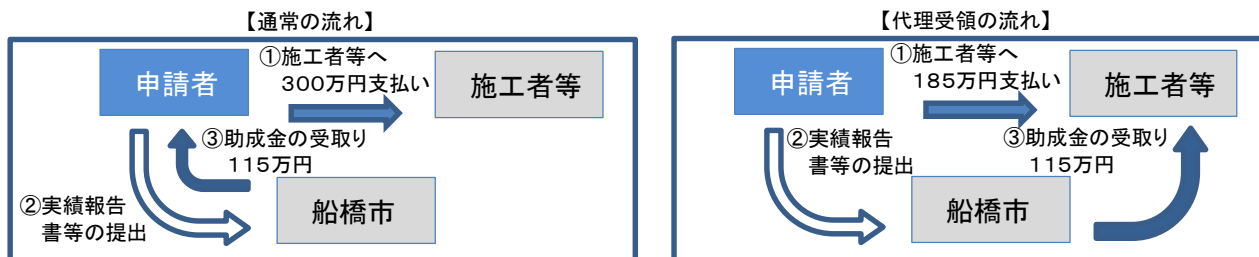 【通常の流れ】
申請者
①施工者等へ
300万円支払い
施工者等
③助成金の受取り
115万円
②実績報告
書等の提出
船橋市
【代理受領の流れ】
申請者
①施工者等へ
185万円支払い
施工者等
②実績報告
書等の提出
③助成金の受取り
115万円
船橋市